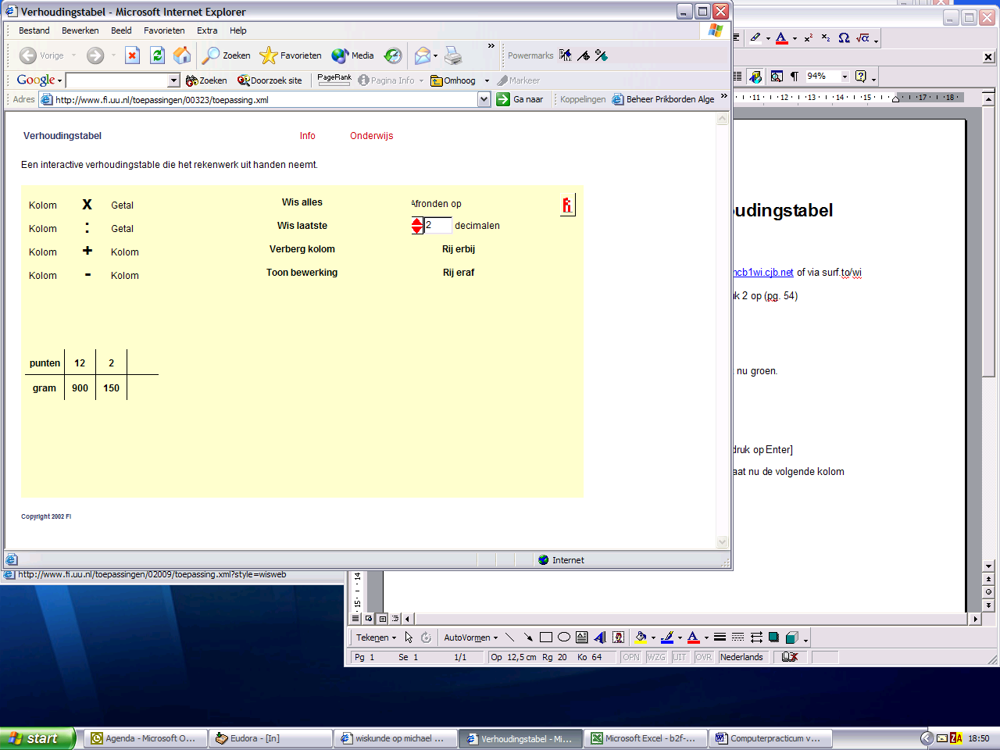 Verhoudingstabel - Microsoft Internet Explorer
Bestand Bewerken Beeld Favorieten Extra Help
Vorige Zoeken Favorieten Media » Powermarks
Google Zoeken Doorzoek site PageRank Pagina Info Omhoog Markeer
Adres http://www.fi.uu.nl/toepassingen/00323/toepassing.xml Ga naar Koppelingen Beheer Prikborden Alge »
Verhoudingstabel Info Onderwijs
Een interactive verhoudingstable die het rekenwerk uit handen neemt.
Kolom x Getal Wis alles Afronden op fi
Kolom : Getal Wis laatste 2 decimalen
Kolom + Kolom Verberg kolom Rij erbij
Kolom - Kolom Toon bewerking Rij eraf
punten 12 2
gram 900 150
Copyright 2002 FI
Internet
http://www.fi.uu.nl/toepassingen/02009/toepassing.xml?style=wisweb
A x² x₂ Ω √α
¶ 94%
11 12 13 14 15 17 18
oudingstabel
ncb1wi.cjb.net of via surf.to/wi
uk 2 op (pg. 54)
t nu groen.
druk op Enter]
aat nu de volgende kolom
14
15
Tekenen AutoVormen
Pg 1 Se 1 1/1 Op 12,5 cm Rg 20 Ko 64 OPN WZG UIT OVR Nederlands
start Agenda - Microsoft O... Eudora - [In] wiskunde op michael ... Verhoudingstabel - Mi... Microsoft Excel - b2f-... Computerpracticum v... ZA 18:50